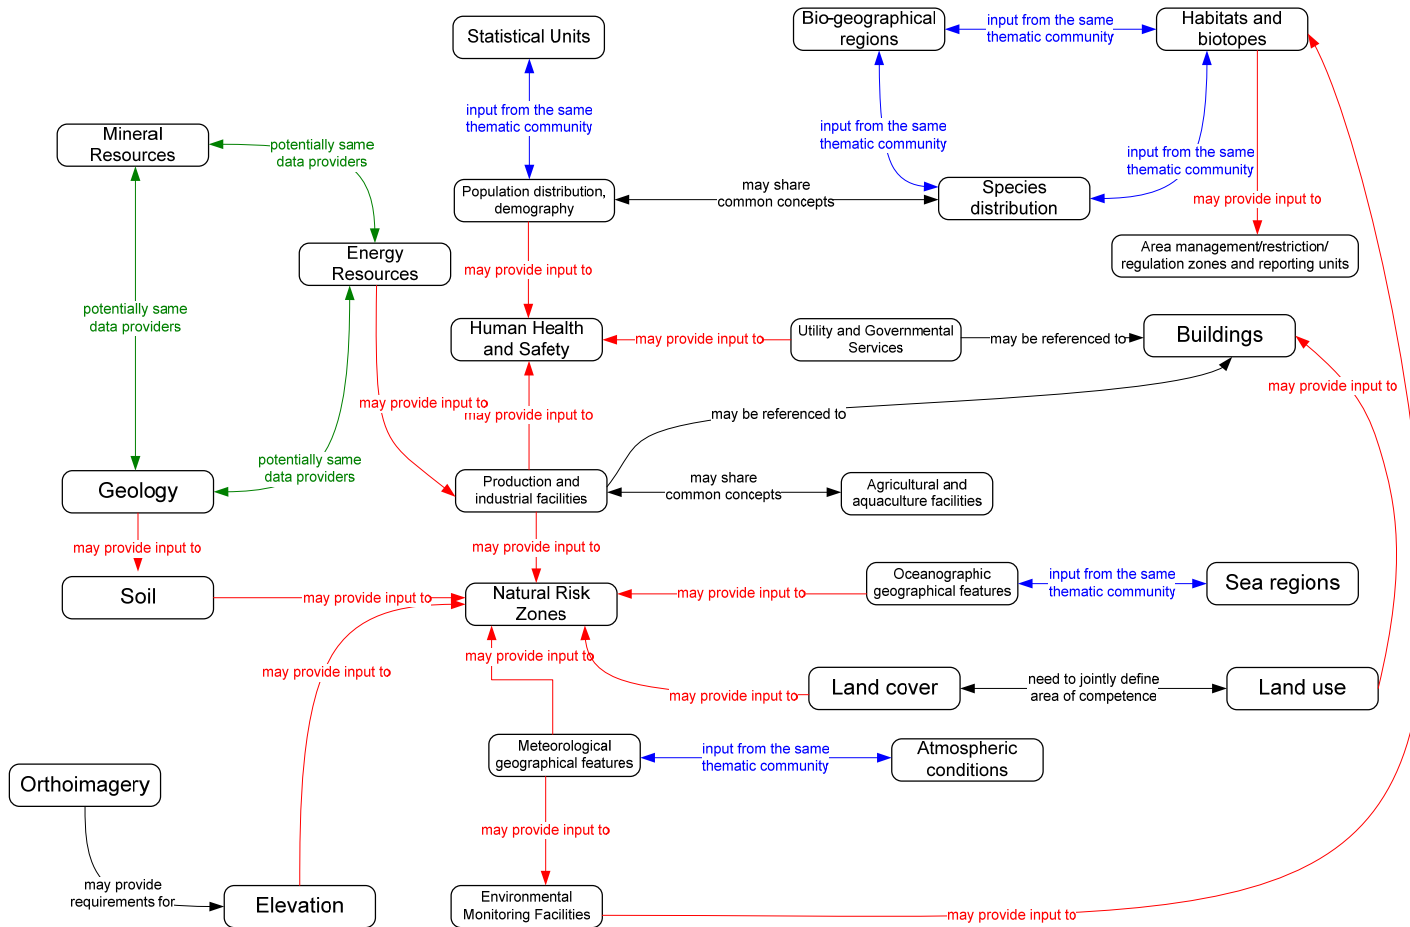 Statistical Units
Bio-geographical
regions
input from the same
thematic community
Habitats and
biotopes
input from the same
thematic community
Mineral
Resources
potentially same
data providers
input from the same
thematic community
input from the same
thematic community
Population distribution,
demography
may share
common concepts
Species
distribution
may provide input to
Area management/restriction/
regulation zones and reporting units
Energy
Resources
may provide input to
potentially same
data providers
Human Health
and Safety
may provide input to
Utility and Governmental
Services
may be referenced to
Buildings
may provide input to
may provide input to
may provide input to
may be referenced to
potentially same
data providers
Geology
Production and
industrial facilities
may share
common concepts
Agricultural and
aquaculture facilities
may provide input to
may provide input to
Soil
may provide input to
Natural Risk
Zones
may provide input to
Oceanographic
geographical features
input from the same
thematic community
Sea regions
may provide input to
may provide input to
may provide input to
Land cover
need to jointly define
area of competence
Land use
Meteorological
geographical features
input from the same
thematic community
Atmospheric
conditions
Orthoimagery
may provide input to
may provide
requirements for
Elevation
Environmental
Monitoring Facilities
may provide input to